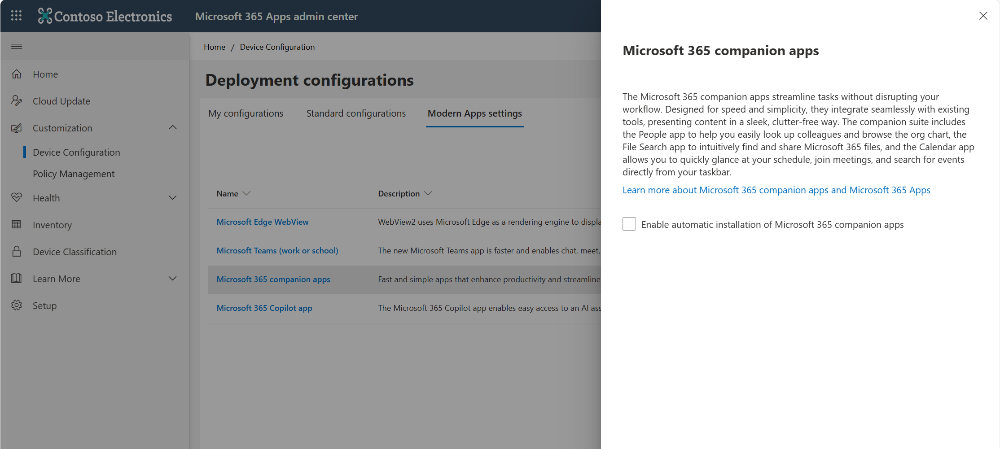 Contoso Electronics
Microsoft 365 Apps admin center
Home / Device Configuration
Home
Cloud Update
Customization
Device Configuration
Policy Management
Health
Inventory
Device Classification
Learn More
Setup
Deployment configurations
My configurations
Standard configurations
Modern Apps settings
Name
Description
Microsoft Edge WebView
WebView2 uses Microsoft Edge as a rendering engine to displa
Microsoft Teams (work or school)
The new Microsoft Teams app is faster and enables chat, meet,
Microsoft 365 companion apps
Fast and simple apps that enhance productivity and streamline
Microsoft 365 Copilot app
The Microsoft 365 Copilot app enables easy access to an AI ass
Microsoft 365 companion apps
The Microsoft 365 companion apps streamline tasks without disrupting your
workflow. Designed for speed and simplicity, they integrate seamlessly with existing
tools, presenting content in a sleek, clutter-free way. The companion suite includes
the People app to help you easily look up colleagues and browse the org chart, the
File Search app to intuitively find and share Microsoft 365 files, and the Calendar app
allows you to quickly glance at your schedule, join meetings, and search for events
directly from your taskbar.
Learn more about Microsoft 365 companion apps and Microsoft 365 Apps
Enable automatic installation of Microsoft 365 companion apps